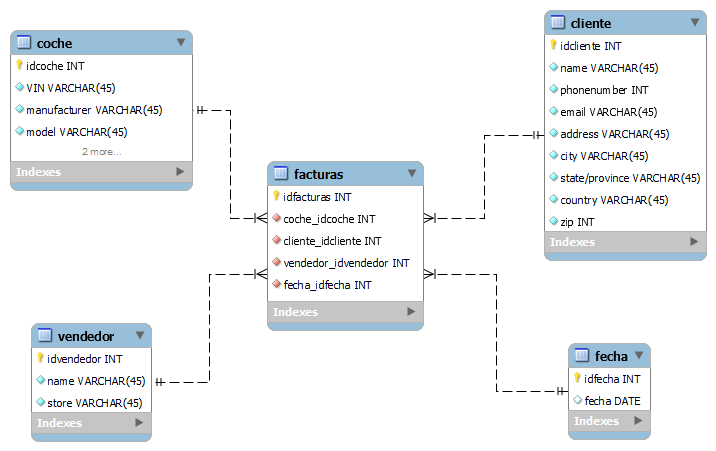 coche
idcoche INT
VIN VARCHAR(45)
manufacturer VARCHAR(45)
model VARCHAR(45)
2 more...
Indexes
cliente
idcliente INT
name VARCHAR(45)
phonenumber INT
email VARCHAR(45)
address VARCHAR(45)
city VARCHAR(45)
state/province VARCHAR(45)
country VARCHAR(45)
zip INT
Indexes
facturas
idfacturas INT
coche_idcoche INT
cliente_idcliente INT
vendedor_idvendedor INT
fecha_idfecha INT
Indexes
vendedor
idvendedor INT
name VARCHAR(45)
store VARCHAR(45)
Indexes
fecha
idfecha INT
fecha DATE
Indexes